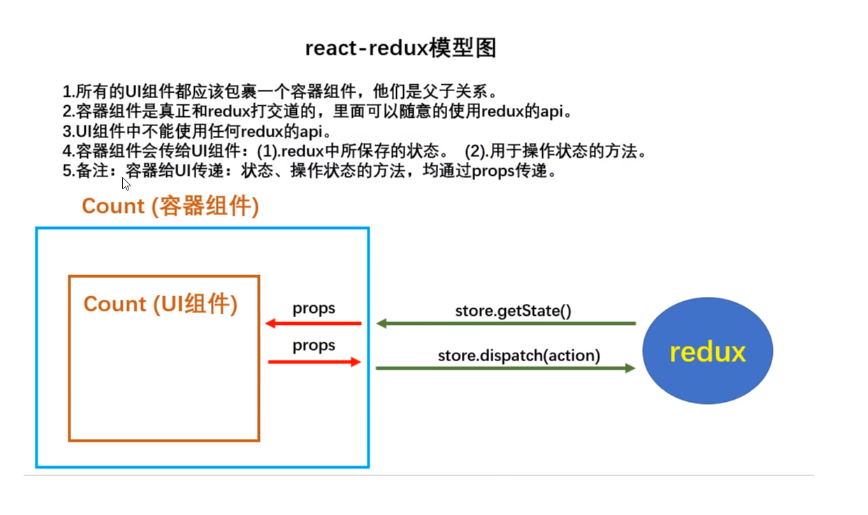 react-redux模型图
1.所有的UI组件都应该包裹一个容器组件，他们是父子关系。
2.容器组件是真正和redux打交道的，里面可以随意的使用redux的api。
3.UI组件中不能使用任何redux的api。
4.容器组件会传给UI组件：(1).redux中所保存的状态。 (2).用于操作状态的方法。
5.备注：容器给UI传递：状态、操作状态的方法，均通过props传递。
Count (容器组件)
Count (UI组件)
props
props
store.getState()
store.dispatch(action)
redux